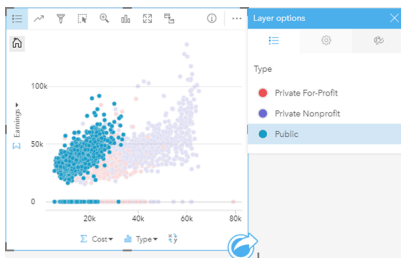 Layer options
Type
Private For-Profit
Private Nonprofit
Public
100k
50k
0
Earnings
20k
40k
60k
80k
Σ Cost
Type